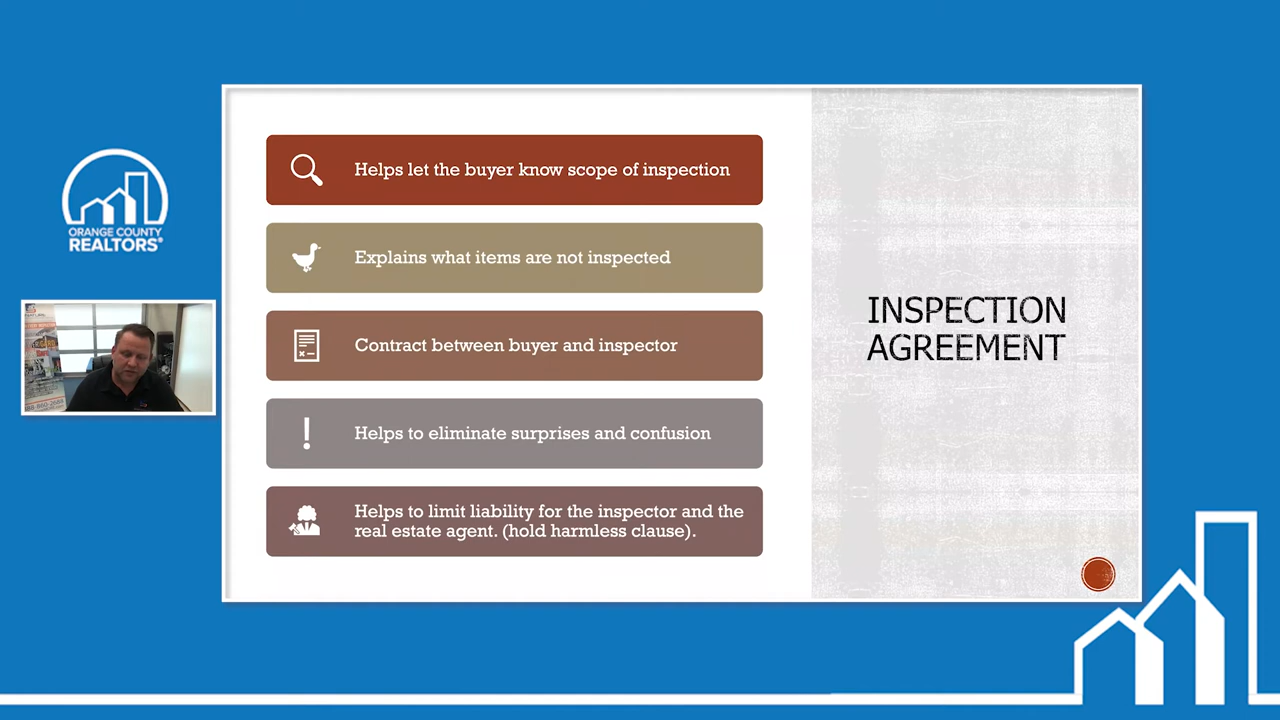 Helps let the buyer know scope of inspection
Explains what items are not inspected
Contract between buyer and inspector
Helps to eliminate surprises and confusion
Helps to limit liability for the inspector and the
real estate agent. (hold harmless clause).
INSPECTION
AGREEMENT
ORANGE COUNTY
REALTORS®